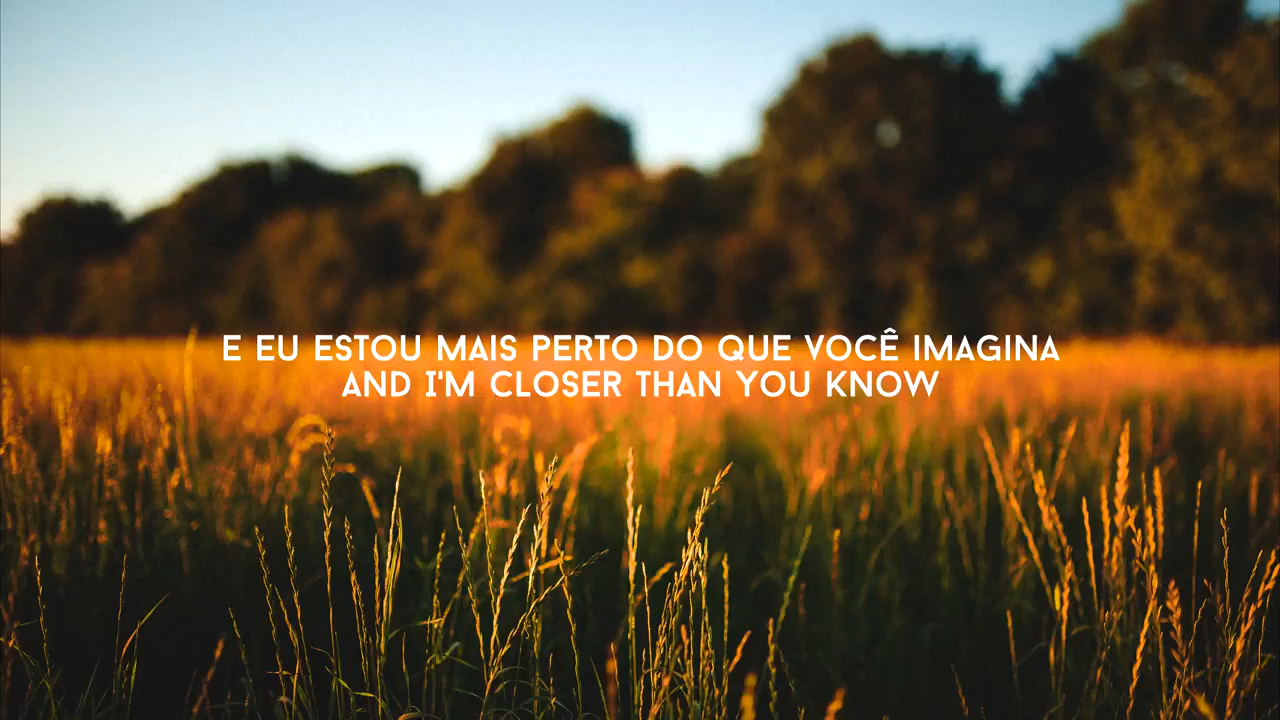 E EU ESTOU MAIS PERTO DO QUE VOCÊ IMAGINA
AND I'M CLOSER THAN YOU KNOW